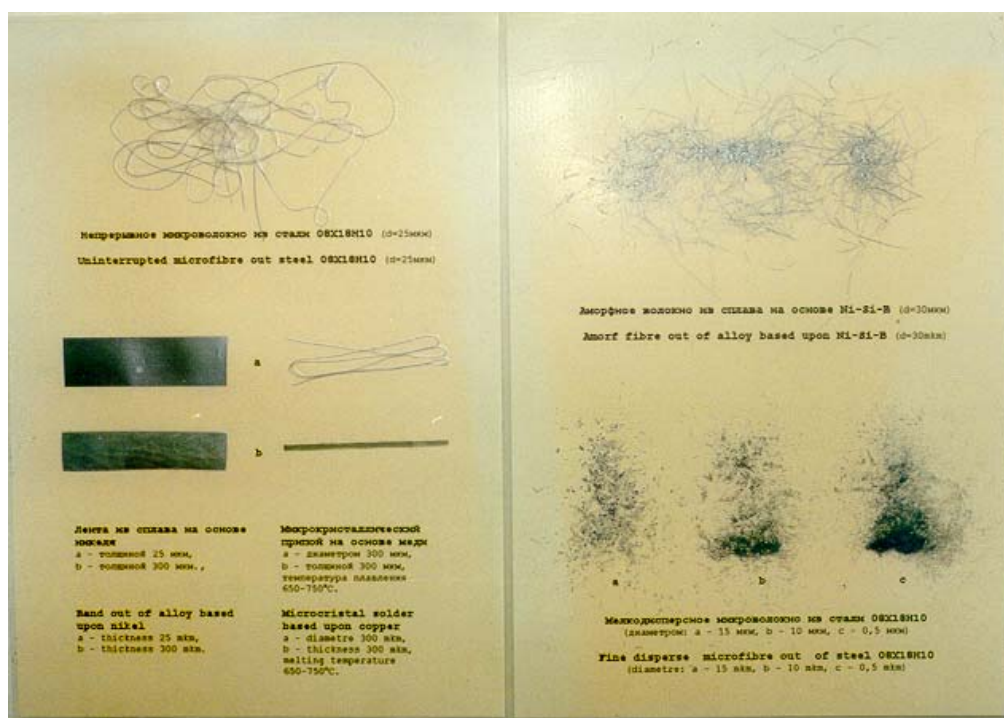 Непрерывное микроволокно из стали 08Х18Н10 (d=25мкм)
Uninterrupted microfibre out steel 08X18H10 (d=25мкм)
a
b
Лента из сплава на основе
никеля
a - толщиной 25 мкм,
b - толщиной 300 мкм.,
Band out of alloy based
upon nikel
a - thickness 25 mkm,
b - thickness 300 mkm.
Микрокристаллический
припой на основе меди
a - диаметром 300 мкм,
b - толщиной 300 мкм,
температура плавления
650-750°С.
Microcristal solder
based upon copper
a - diametre 300 mkm,
b - thickness 300 mkm,
melting temperature
650-750°C.
Аморфное волокно из сплава на основе Ni-Si-B (d=30мкм)
Amorf fibre out of alloy based upon Ni-Si-B (d=30mkm)
a b c
Мелкодисперсное микроволокно из стали 08Х18Н10
(диаметром: a - 15 мкм, b - 10 мкм, c - 0,5 мкм)
Fine disperse microfibre out of steel 08X18H10
(diametre: a - 15 mkm, b - 10 mkm, c - 0,5 mkm)